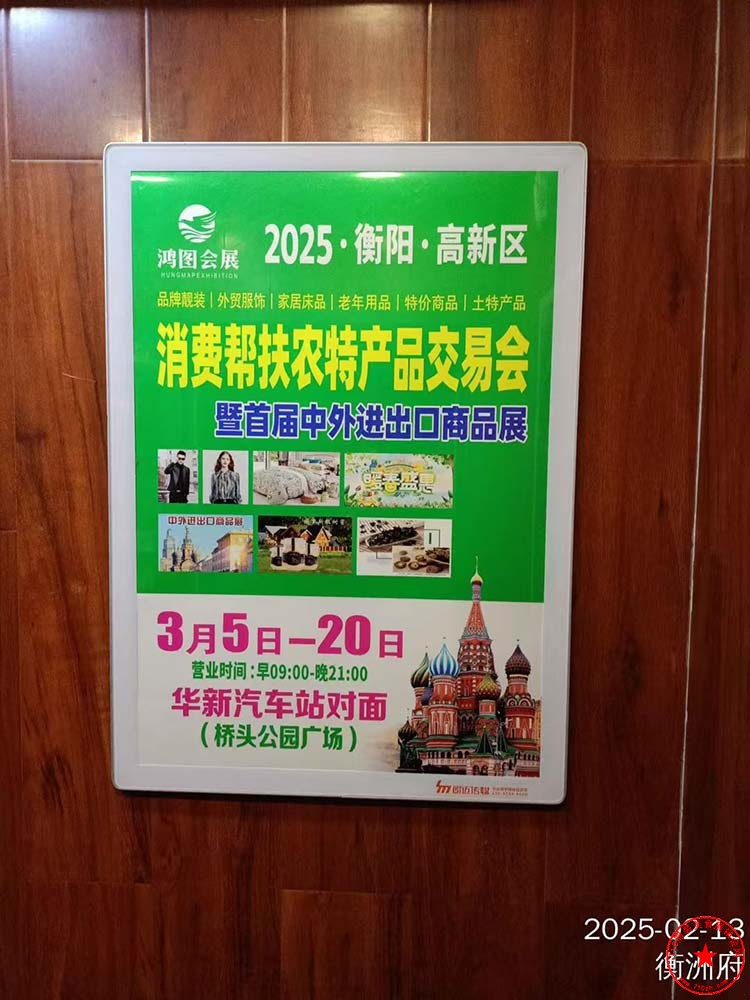 鸿图会展
HUNGMAPEXHIBITION
2025·衡阳·高新区
品牌靓装|外贸服饰|家居床品|老年用品|特价商品|土特产品
消费帮扶农特产品交易会
暨首届中外进出口商品展
暖春盛惠
中外进出口商品展
3月5日—20日
营业时间:早09:00-晚21:00
华新汽车站对面
(桥头公园广场)
2025-02-13
衡洲府